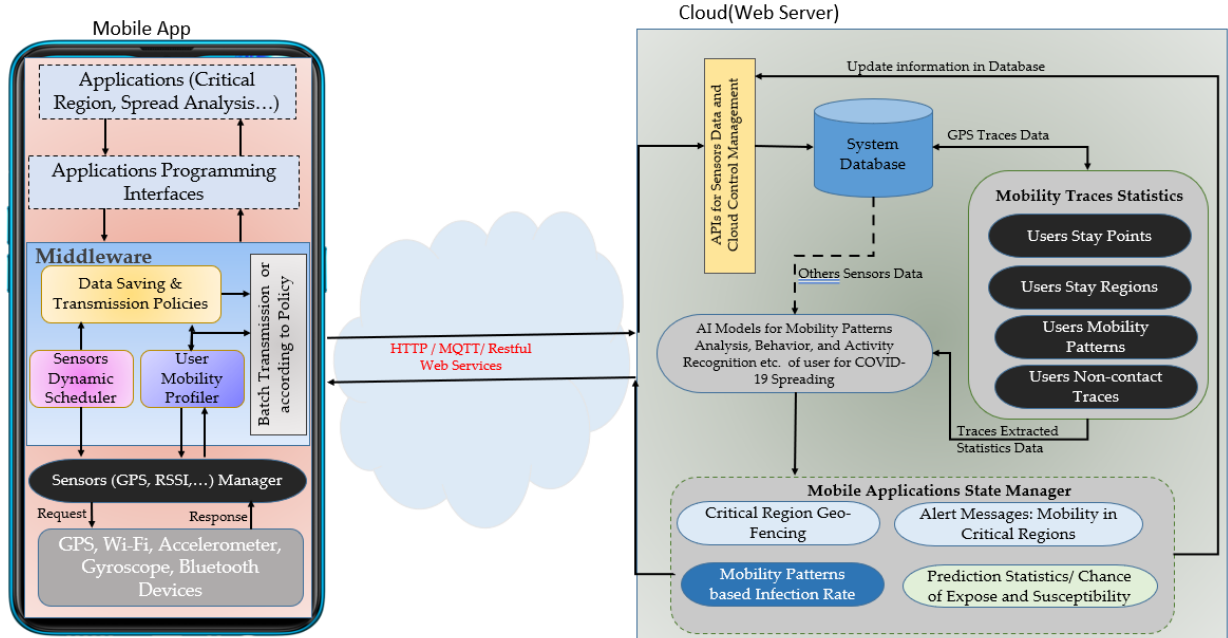 Mobile App
Applications (Critical
Region, Spread Analysis…)
Applications Programming
Interfaces
Middleware
Data Saving &
Transmission Policies
Sensors
Dynamic
Scheduler
User
Mobility
Profiler
Batch Transmission or
according to Policy
Sensors (GPS, RSSI,…) Manager
Request
Response
GPS, Wi-Fi, Accelerometer,
Gyroscope, Bluetooth
Devices
HTTP / MQTT/ Restful
Web Services
Cloud(Web Server)
Update information in Database
APIs for Sensors Data and
Cloud Control Management
System
Database
GPS Traces Data
Mobility Traces Statistics
Users Stay Points
Users Stay Regions
Users Mobility
Patterns
Users Non-contact
Traces
Others Sensors Data
AI Models for Mobility Patterns
Analysis, Behavior, and Activity
Recognition etc. of user for COVID-
19 Spreading
Traces Extracted
Statistics Data
Mobile Applications State Manager
Critical Region Geo-
Fencing
Alert Messages: Mobility in
Critical Regions
Mobility Patterns
based Infection Rate
Prediction Statistics/ Chance
of Expose and Susceptibility